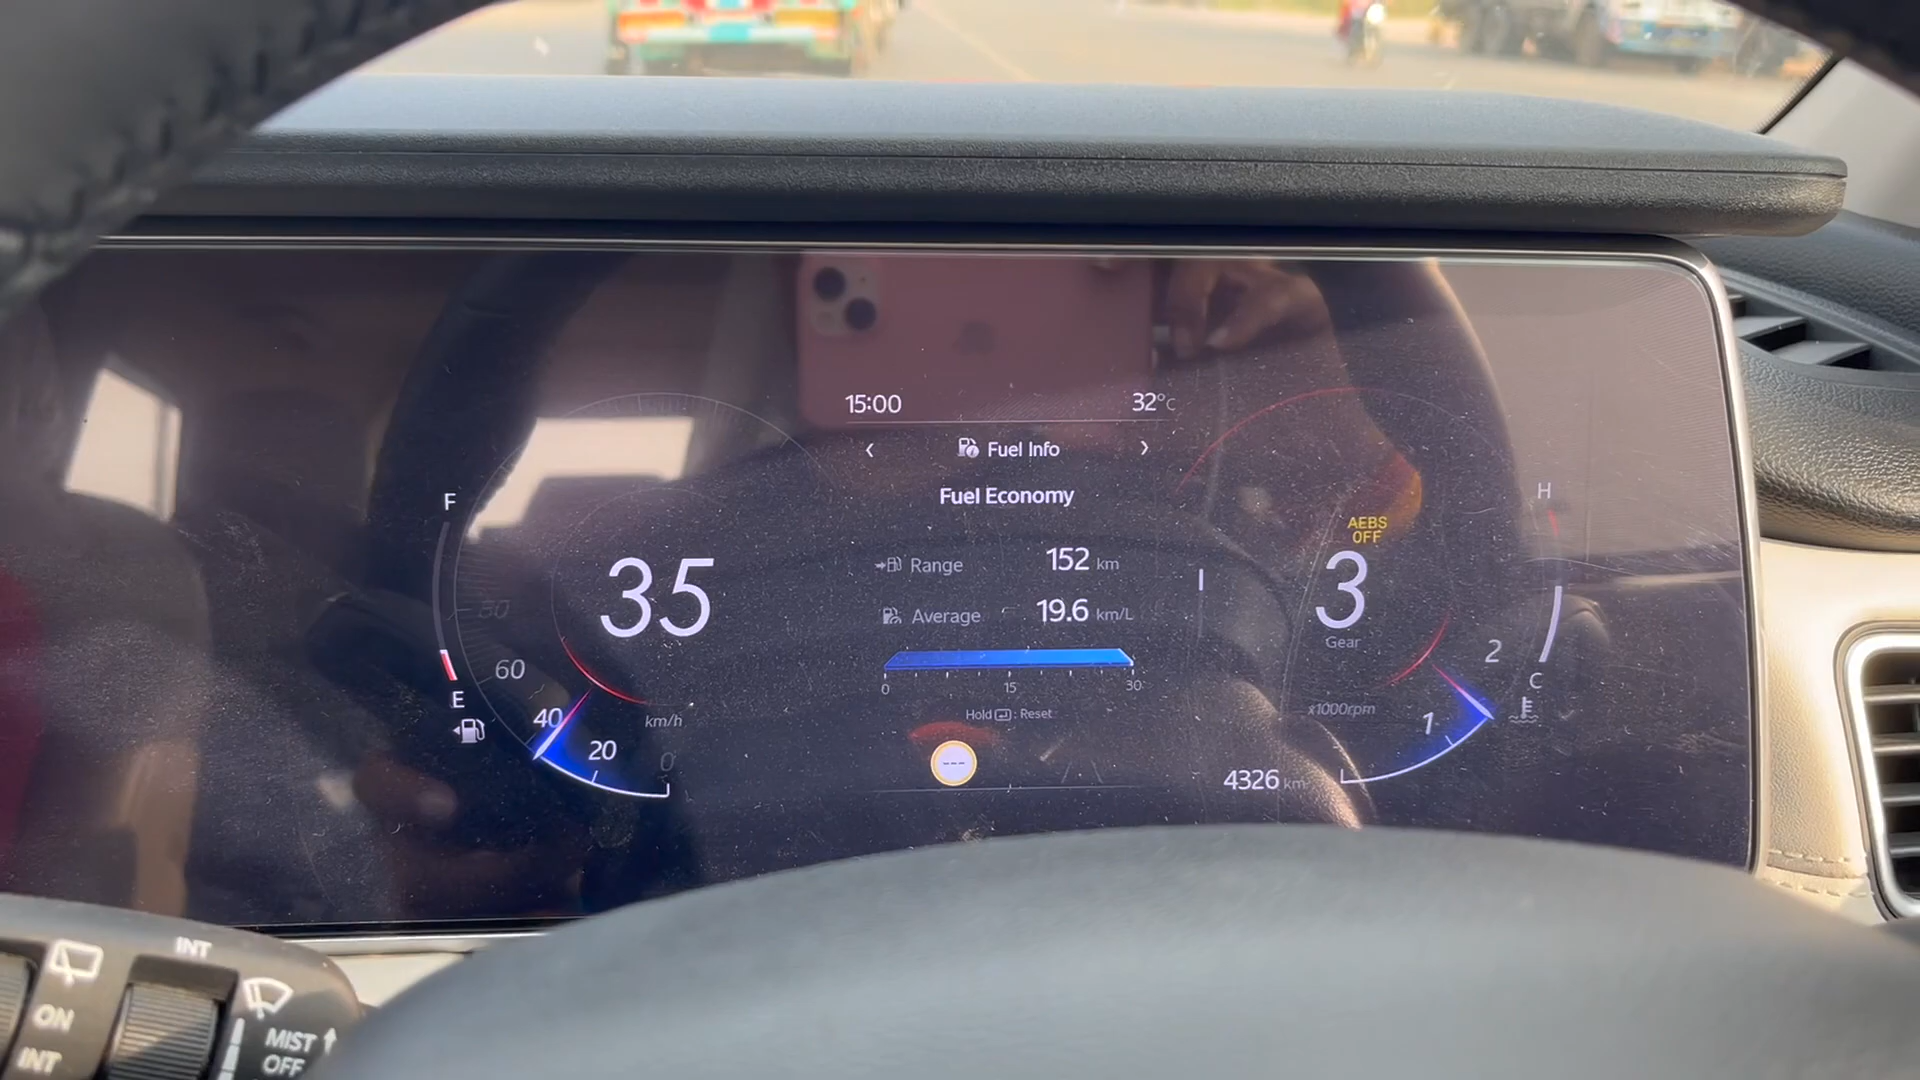 15:00 32°C
‹ Fuel Info ›
Fuel Economy
Range 152 km
Average 19.6 km/L
0 15 30
Hold : Reset
---
F
E
35
80
60
40
20
0
km/h
AEBS
OFF
3
Gear
x1000rpm
2
1
H
C
4326 km
INT
ON
INT
MIST
OFF